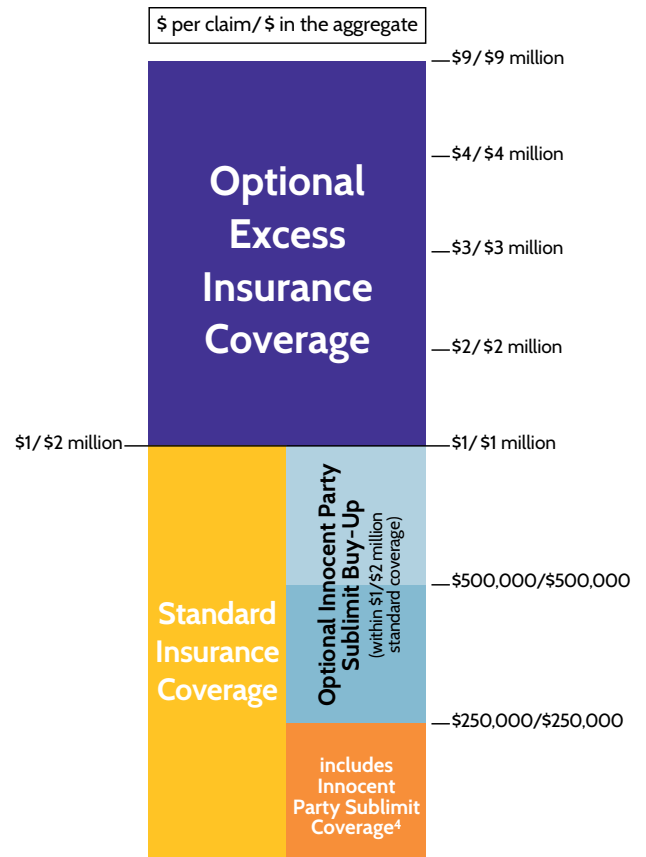 $ per claim/ $ in the aggregate
$9/ $9 million
$4/ $4 million
$3/ $3 million
$2/ $2 million
Optional
Excess
Insurance
Coverage
$1/ $2 million
$1/ $1 million
Optional Innocent Party
Sublimit Buy-Up
(within $1/$2 million
standard coverage)
$500,000/$500,000
Standard
Insurance
Coverage
$250,000/$250,000
includes
Innocent
Party Sublimit
Coverage⁴